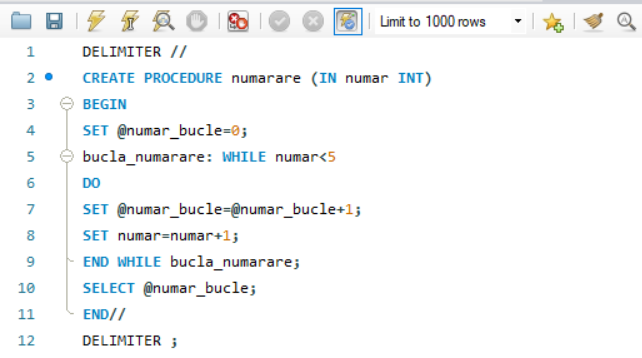 Limit to 1000 rows
1 DELIMITER //
2 CREATE PROCEDURE numarare (IN numar INT)
3 BEGIN
4 SET @numar_bucle=0;
5 bucla_numarare: WHILE numar<5
6 DO
7 SET @numar_bucle=@numar_bucle+1;
8 SET numar=numar+1;
9 END WHILE bucla_numarare;
10 SELECT @numar_bucle;
11 END//
12 DELIMITER ;